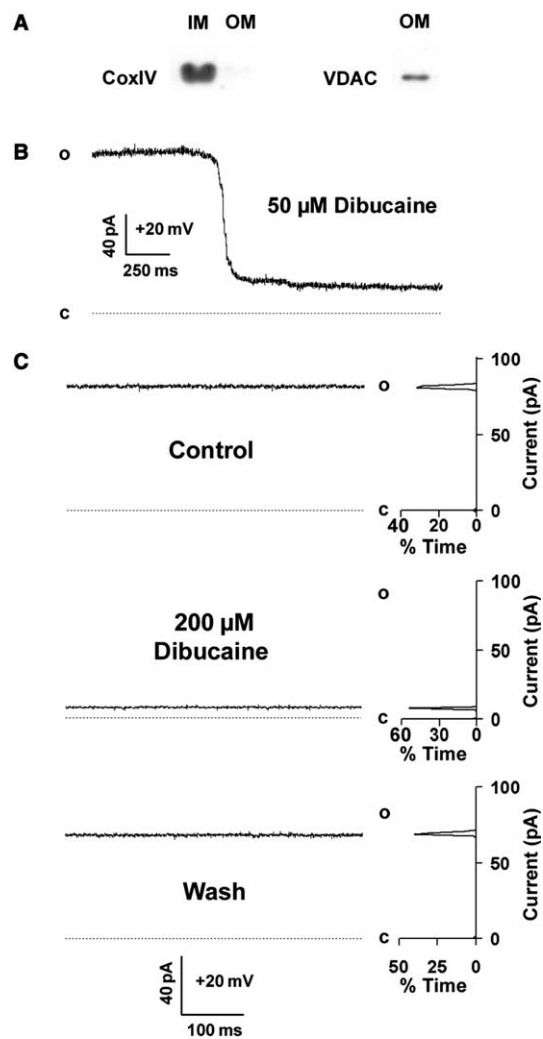 A
IM OM
OM
CoxIV
VDAC
B
o
50 µM Dibucaine
40 pA
+20 mV
250 ms
c
C
o
Control
c
100
50
0
Current (pA)
40 20 0
% Time
o
200 µM
Dibucaine
c
100
50
0
Current (pA)
60 30 0
% Time
o
Wash
c
100
50
0
Current (pA)
50 25 0
% Time
40 pA
+20 mV
100 ms